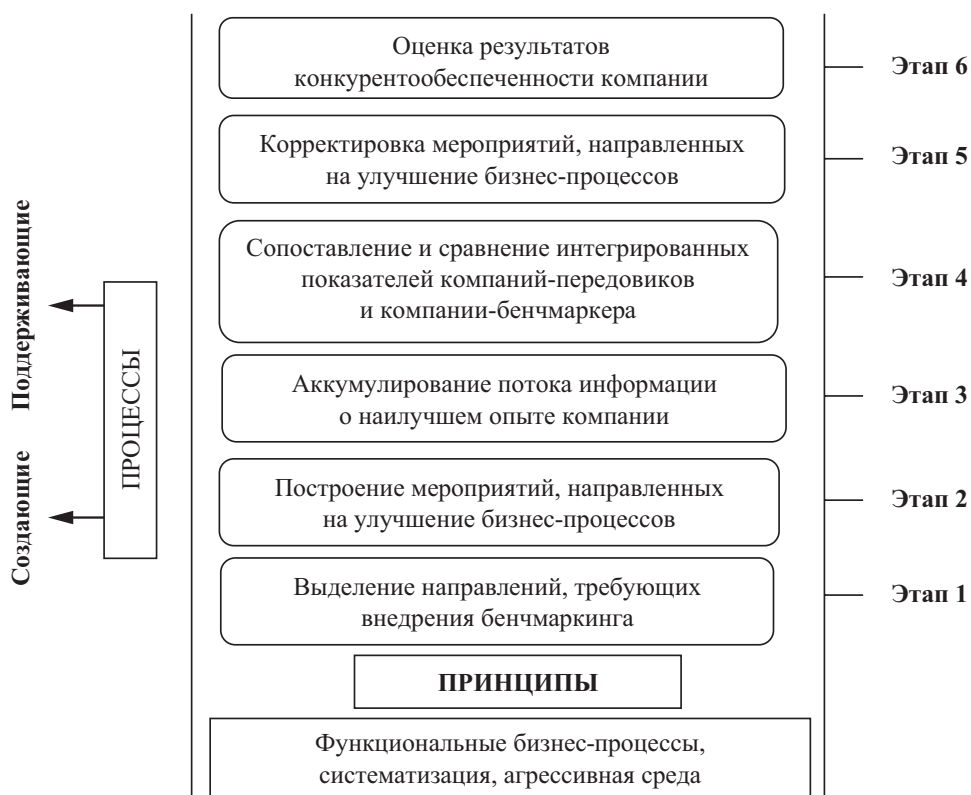 Оценка результатов
конкурентообеспеченности компании
Этап 6
Корректировка мероприятий, направленных
на улучшение бизнес-процессов
Этап 5
Сопоставление и сравнение интегрированных
показателей компаний-передовиков
и компании-бенчмаркера
Этап 4
Аккумулирование потока информации
о наилучшем опыте компании
Этап 3
Построение мероприятий, направленных
на улучшение бизнес-процессов
Этап 2
Выделение направлений, требующих
внедрения бенчмаркинга
Этап 1
Поддерживающие
Создающие
ПРОЦЕССЫ
ПРИНЦИПЫ
Функциональные бизнес-процессы,
систематизация, агрессивная среда